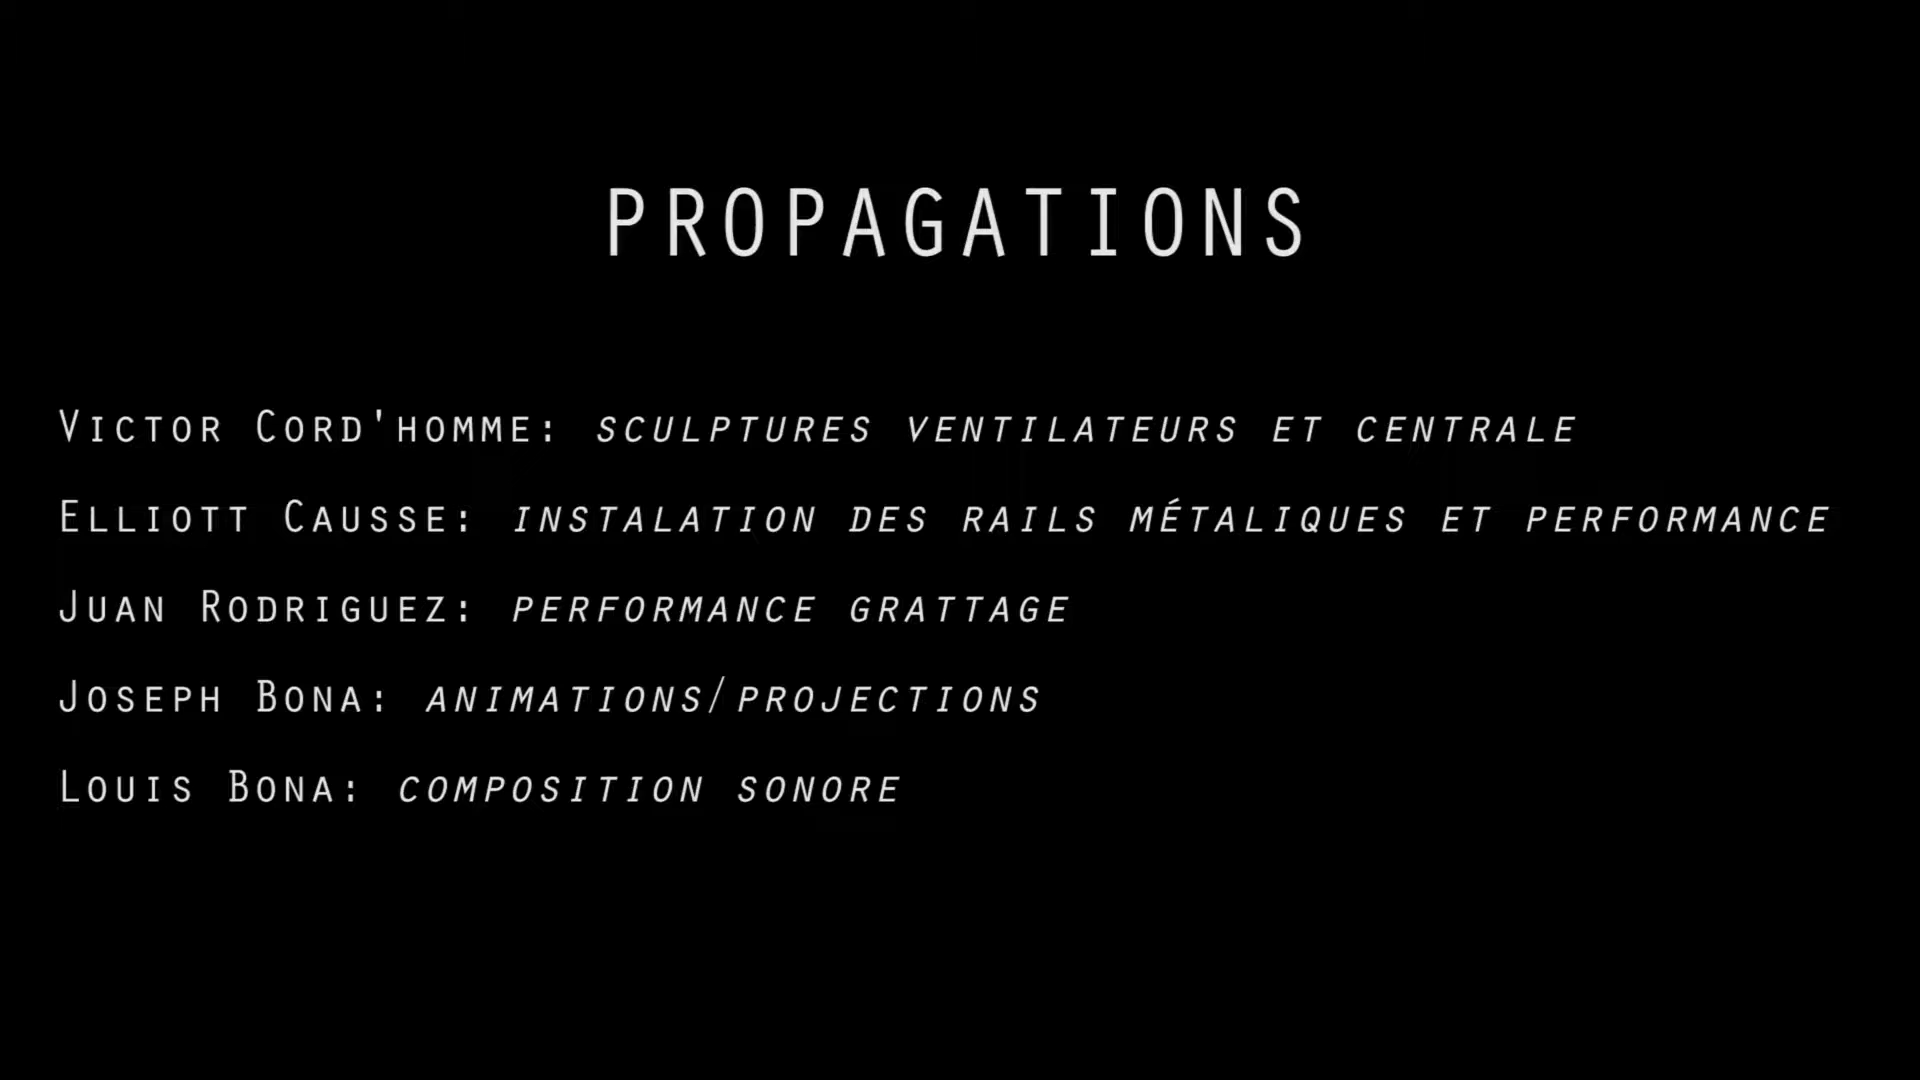 PROPAGATIONS
Victor Cord'homme: sculptures ventilateurs et centrale
Elliott Causse: instalation des rails métaliques et performance
Juan Rodriguez: performance grattage
Joseph Bona: animations/projections
Louis Bona: composition sonore